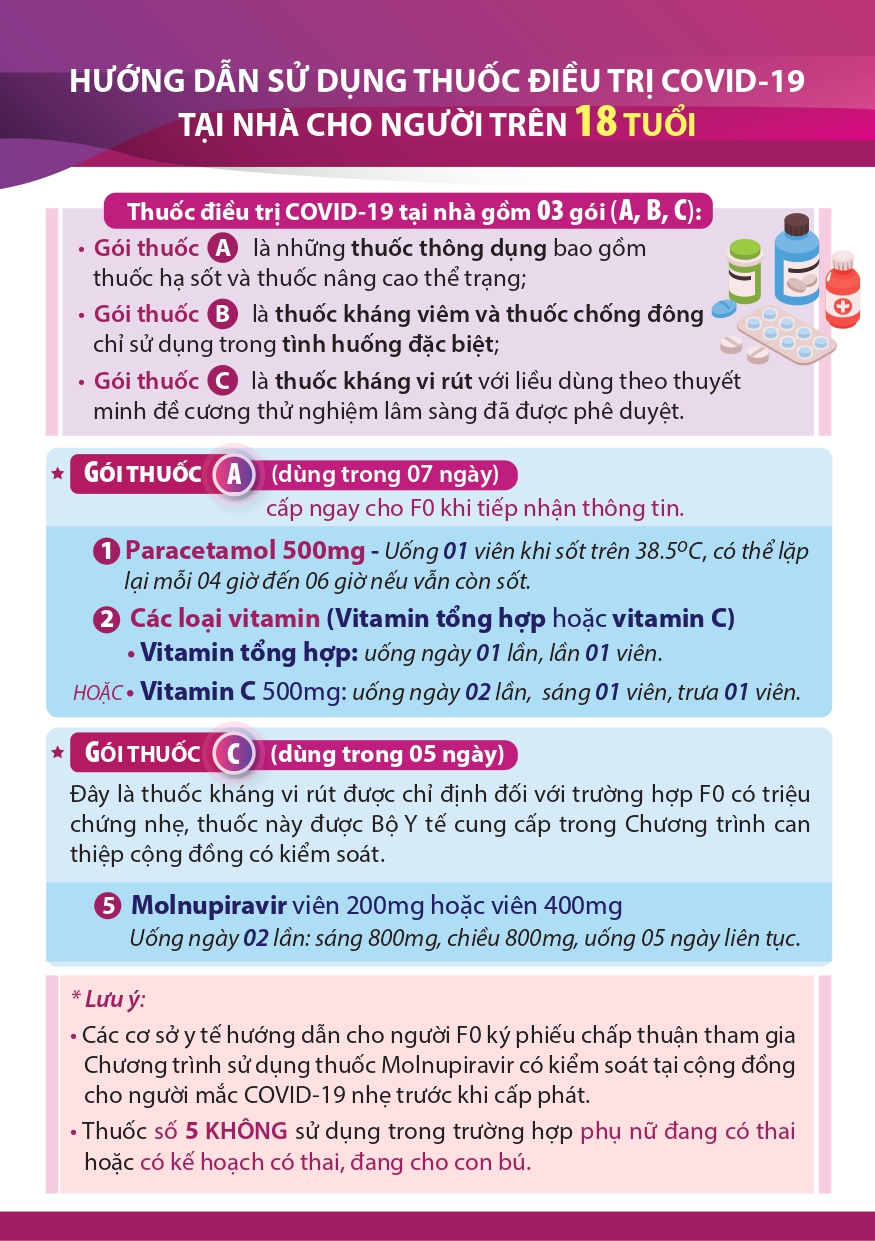 HƯỚNG DẪN SỬ DỤNG THUỐC ĐIỀU TRỊ COVID-19
TẠI NHÀ CHO NGƯỜI TRÊN 18 TUỔI
Thuốc điều trị COVID-19 tại nhà gồm 03 gói (A, B, C):
• Gói thuốc A là những thuốc thông dụng bao gồm
thuốc hạ sốt và thuốc nâng cao thể trạng;
• Gói thuốc B là thuốc kháng viêm và thuốc chống đông
chỉ sử dụng trong tình huống đặc biệt;
• Gói thuốc C là thuốc kháng vi rút với liều dùng theo thuyết
minh đề cương thử nghiệm lâm sàng đã được phê duyệt.
★ GÓI THUỐC A (dùng trong 07 ngày)
cấp ngay cho F0 khi tiếp nhận thông tin.
1 Paracetamol 500mg - Uống 01 viên khi sốt trên 38.5ºC, có thể lặp
lại mỗi 04 giờ đến 06 giờ nếu vẫn còn sốt.
2 Các loại vitamin (Vitamin tổng hợp hoặc vitamin C)
• Vitamin tổng hợp: uống ngày 01 lần, lần 01 viên.
HOẶC • Vitamin C 500mg: uống ngày 02 lần, sáng 01 viên, trưa 01 viên.
★ GÓI THUỐC C (dùng trong 05 ngày)
Đây là thuốc kháng vi rút được chỉ định đối với trường hợp F0 có triệu
chứng nhẹ, thuốc này được Bộ Y tế cung cấp trong Chương trình can
thiệp cộng đồng có kiểm soát.
5 Molnupiravir viên 200mg hoặc viên 400mg
Uống ngày 02 lần: sáng 800mg, chiều 800mg, uống 05 ngày liên tục.
* Lưu ý:
• Các cơ sở y tế hướng dẫn cho người F0 ký phiếu chấp thuận tham gia
Chương trình sử dụng thuốc Molnupiravir có kiểm soát tại cộng đồng
cho người mắc COVID-19 nhẹ trước khi cấp phát.
• Thuốc số 5 KHÔNG sử dụng trong trường hợp phụ nữ đang có thai
hoặc có kế hoạch có thai, đang cho con bú.